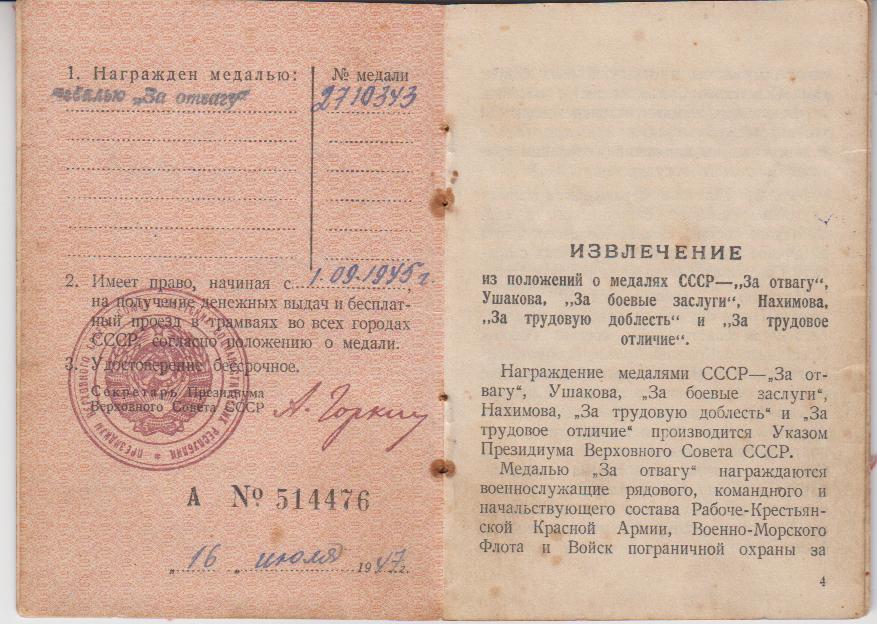 1. Награжден медалью:
№ медали
медалью „За отвагу"
2710343
2. Имеет право, начиная с 1.09.1945 г.,
на получение денежных выдач и бесплат-
ный проезд в трамваях во всех городах
СССР, согласно положению о медали.
3. Удостоверение бессрочное.
Секретарь Президиума
Верховного Совета СССР
А. Горкин
А № 514476
„16 „ июля 1947 г.
ИЗВЛЕЧЕНИЕ
из положений о медалях СССР—„За отвагу",
Ушакова, „За боевые заслуги", Нахимова,
„За трудовую доблесть" и „За трудовое
отличие".
Награждение медалями СССР—„За от-
вагу", Ушакова, „За боевые заслуги",
Нахимова, „За трудовую доблесть" и „За
трудовое отличие" производится Указом
Президиума Верховного Совета СССР.
Медалью „За отвагу" награждаются
военнослужащие рядового, командного и
начальствующего состава Рабоче-Крестьян-
ской Красной Армии, Военно-Морского
Флота и Войск пограничной охраны за
4